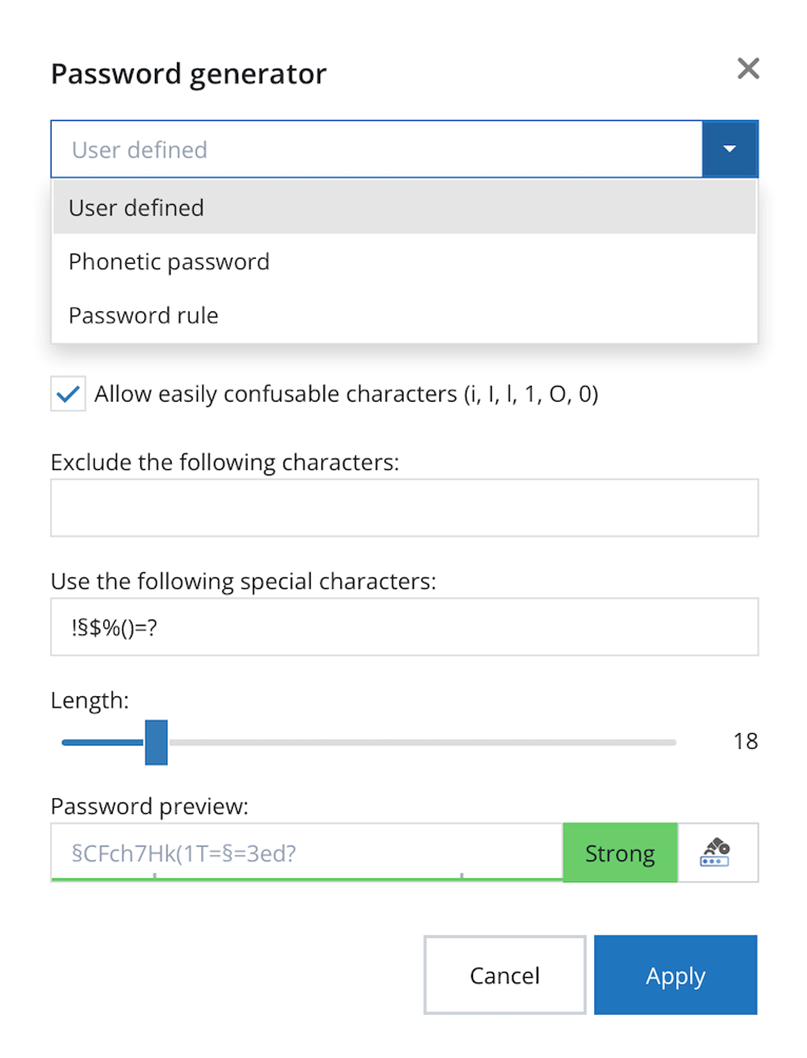 Password generator
User defined
User defined
Phonetic password
Password rule
Allow easily confusable characters (i, I, l, 1, O, 0)
Exclude the following characters:
Use the following special characters:
!§$%()=?
Length:
18
Password preview:
§CFch7Hk(1T=§=3ed?
Strong
Cancel
Apply